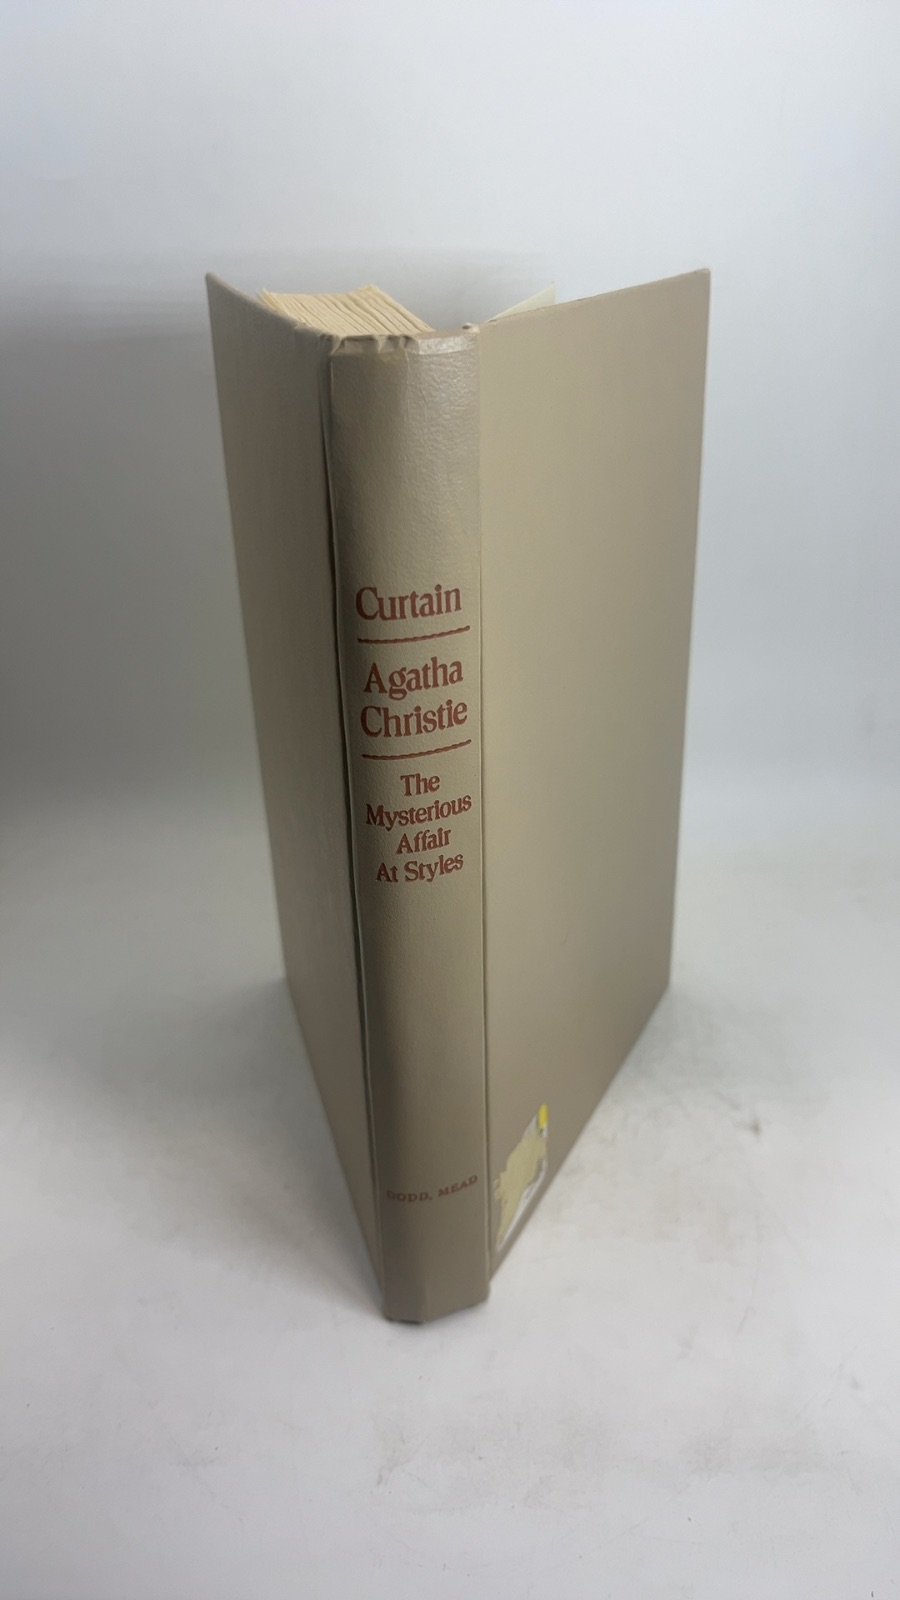 Curtain
Agatha
Christie
The
Mysterious
Affair
At Styles
DODD, MEAD